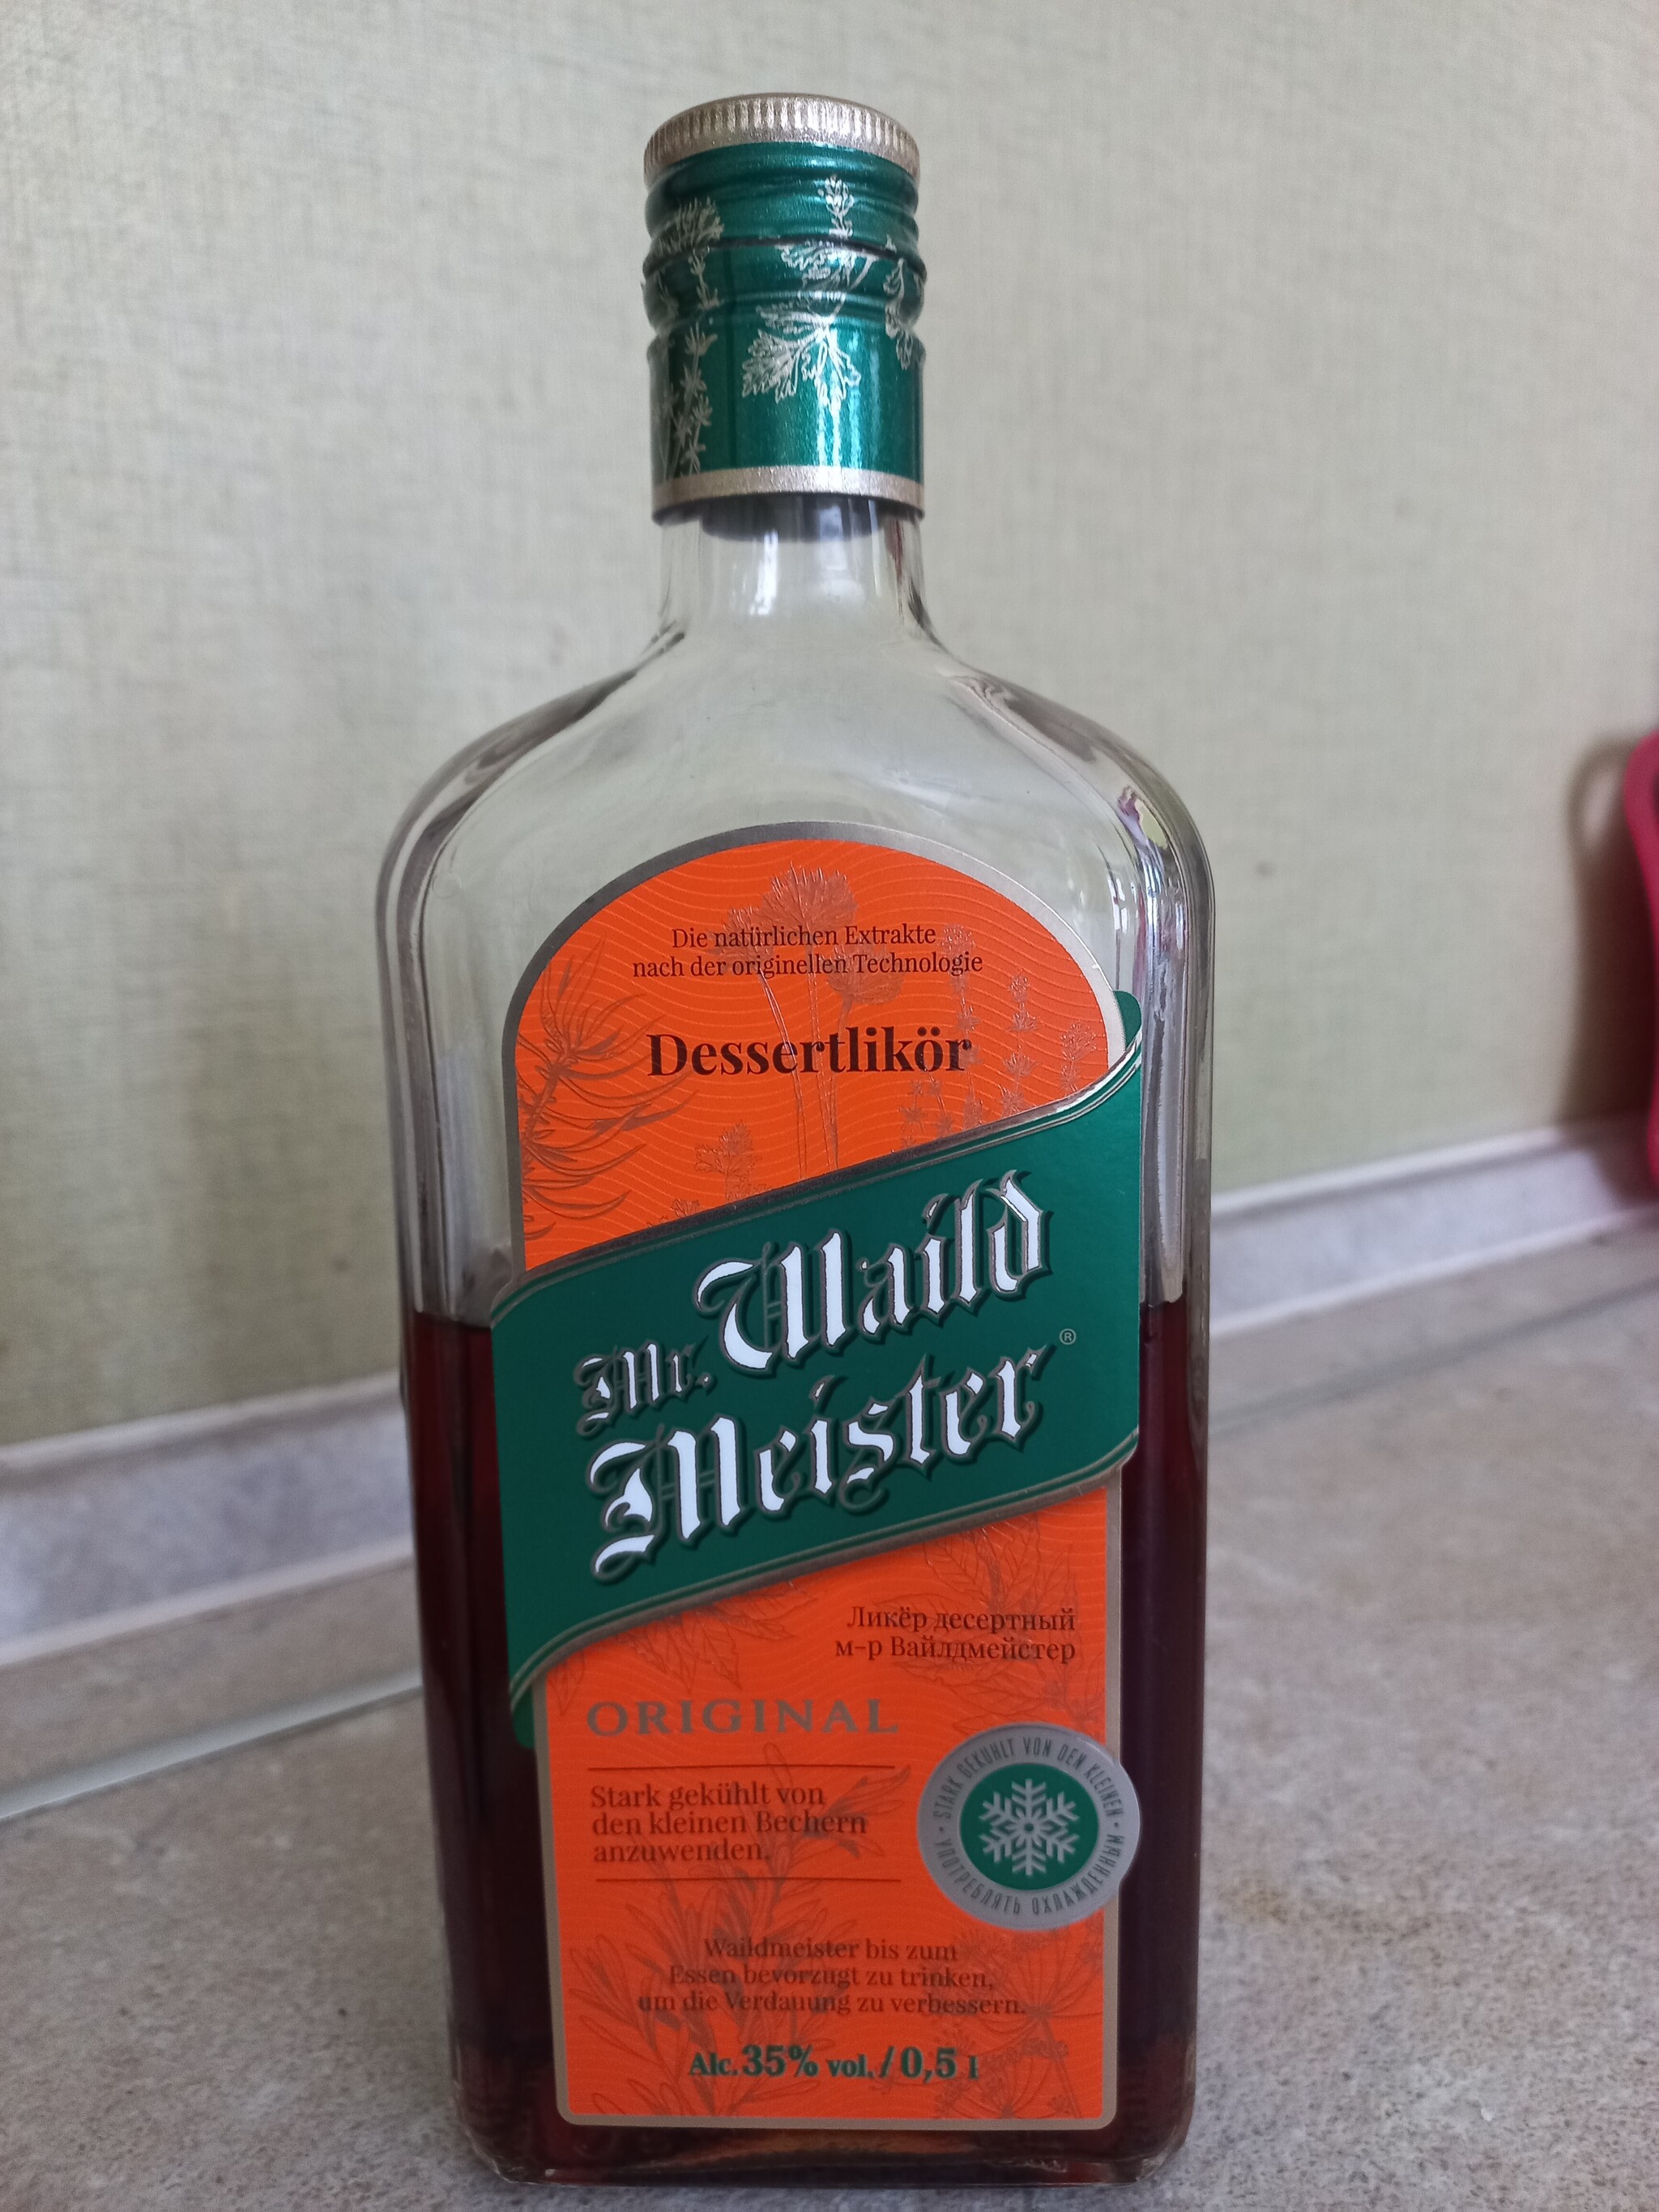 Die natürlichen Extrakte
nach der originellen Technologie
Dessertlikör
Mr. Waild
Meister ®
Ликёр десертный
м-р Вайлдмейстер
ORIGINAL
Stark gekühlt von
den kleinen Bechern
anzuwenden.
• STARK GEKÜHLT VON DEN KLEINEN •
УПОТРЕБЛЯТЬ ОХЛАЖДЕННЫМ
Waildmeister bis zum
Essen bevorzugt zu trinken,
um die Verdauung zu verbessern.
Alc. 35% vol. / 0,5 l